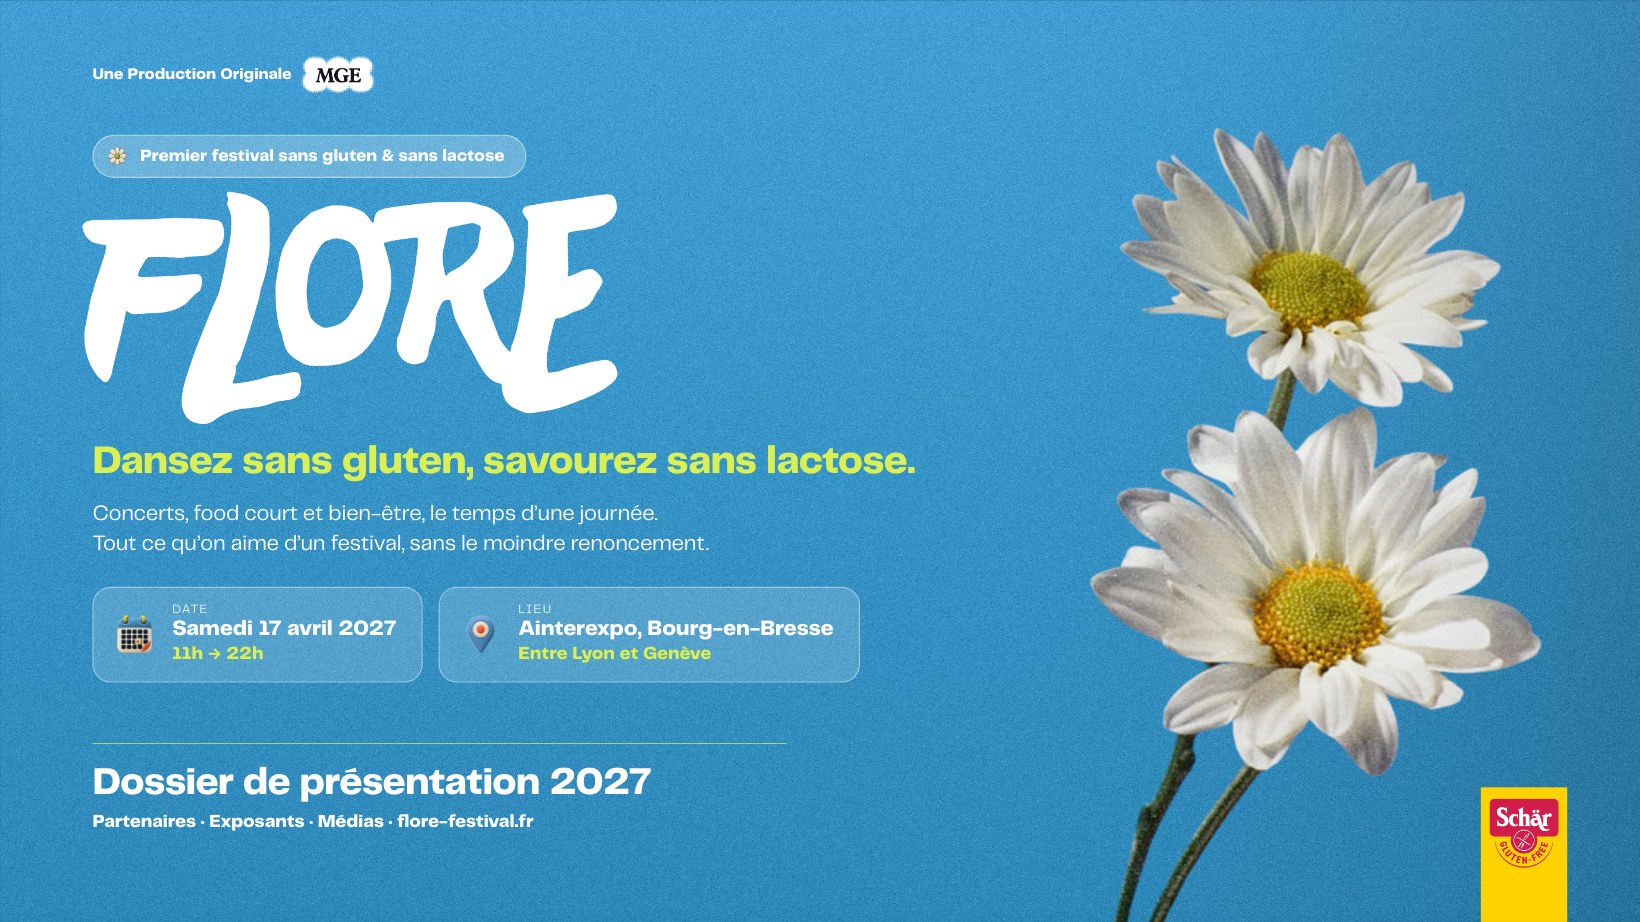 Une Production Originale MGE
Premier festival sans gluten & sans lactose
FLORE
Dansez sans gluten, savourez sans lactose.
Concerts, food court et bien-être, le temps d’une journée.
Tout ce qu’on aime d’un festival, sans le moindre renoncement.
DATE
Samedi 17 avril 2027
11h → 22h
LIEU
Ainterexpo, Bourg-en-Bresse
Entre Lyon et Genève
Dossier de présentation 2027
Partenaires · Exposants · Médias · flore-festival.fr
Schär
GLUTEN-FREE